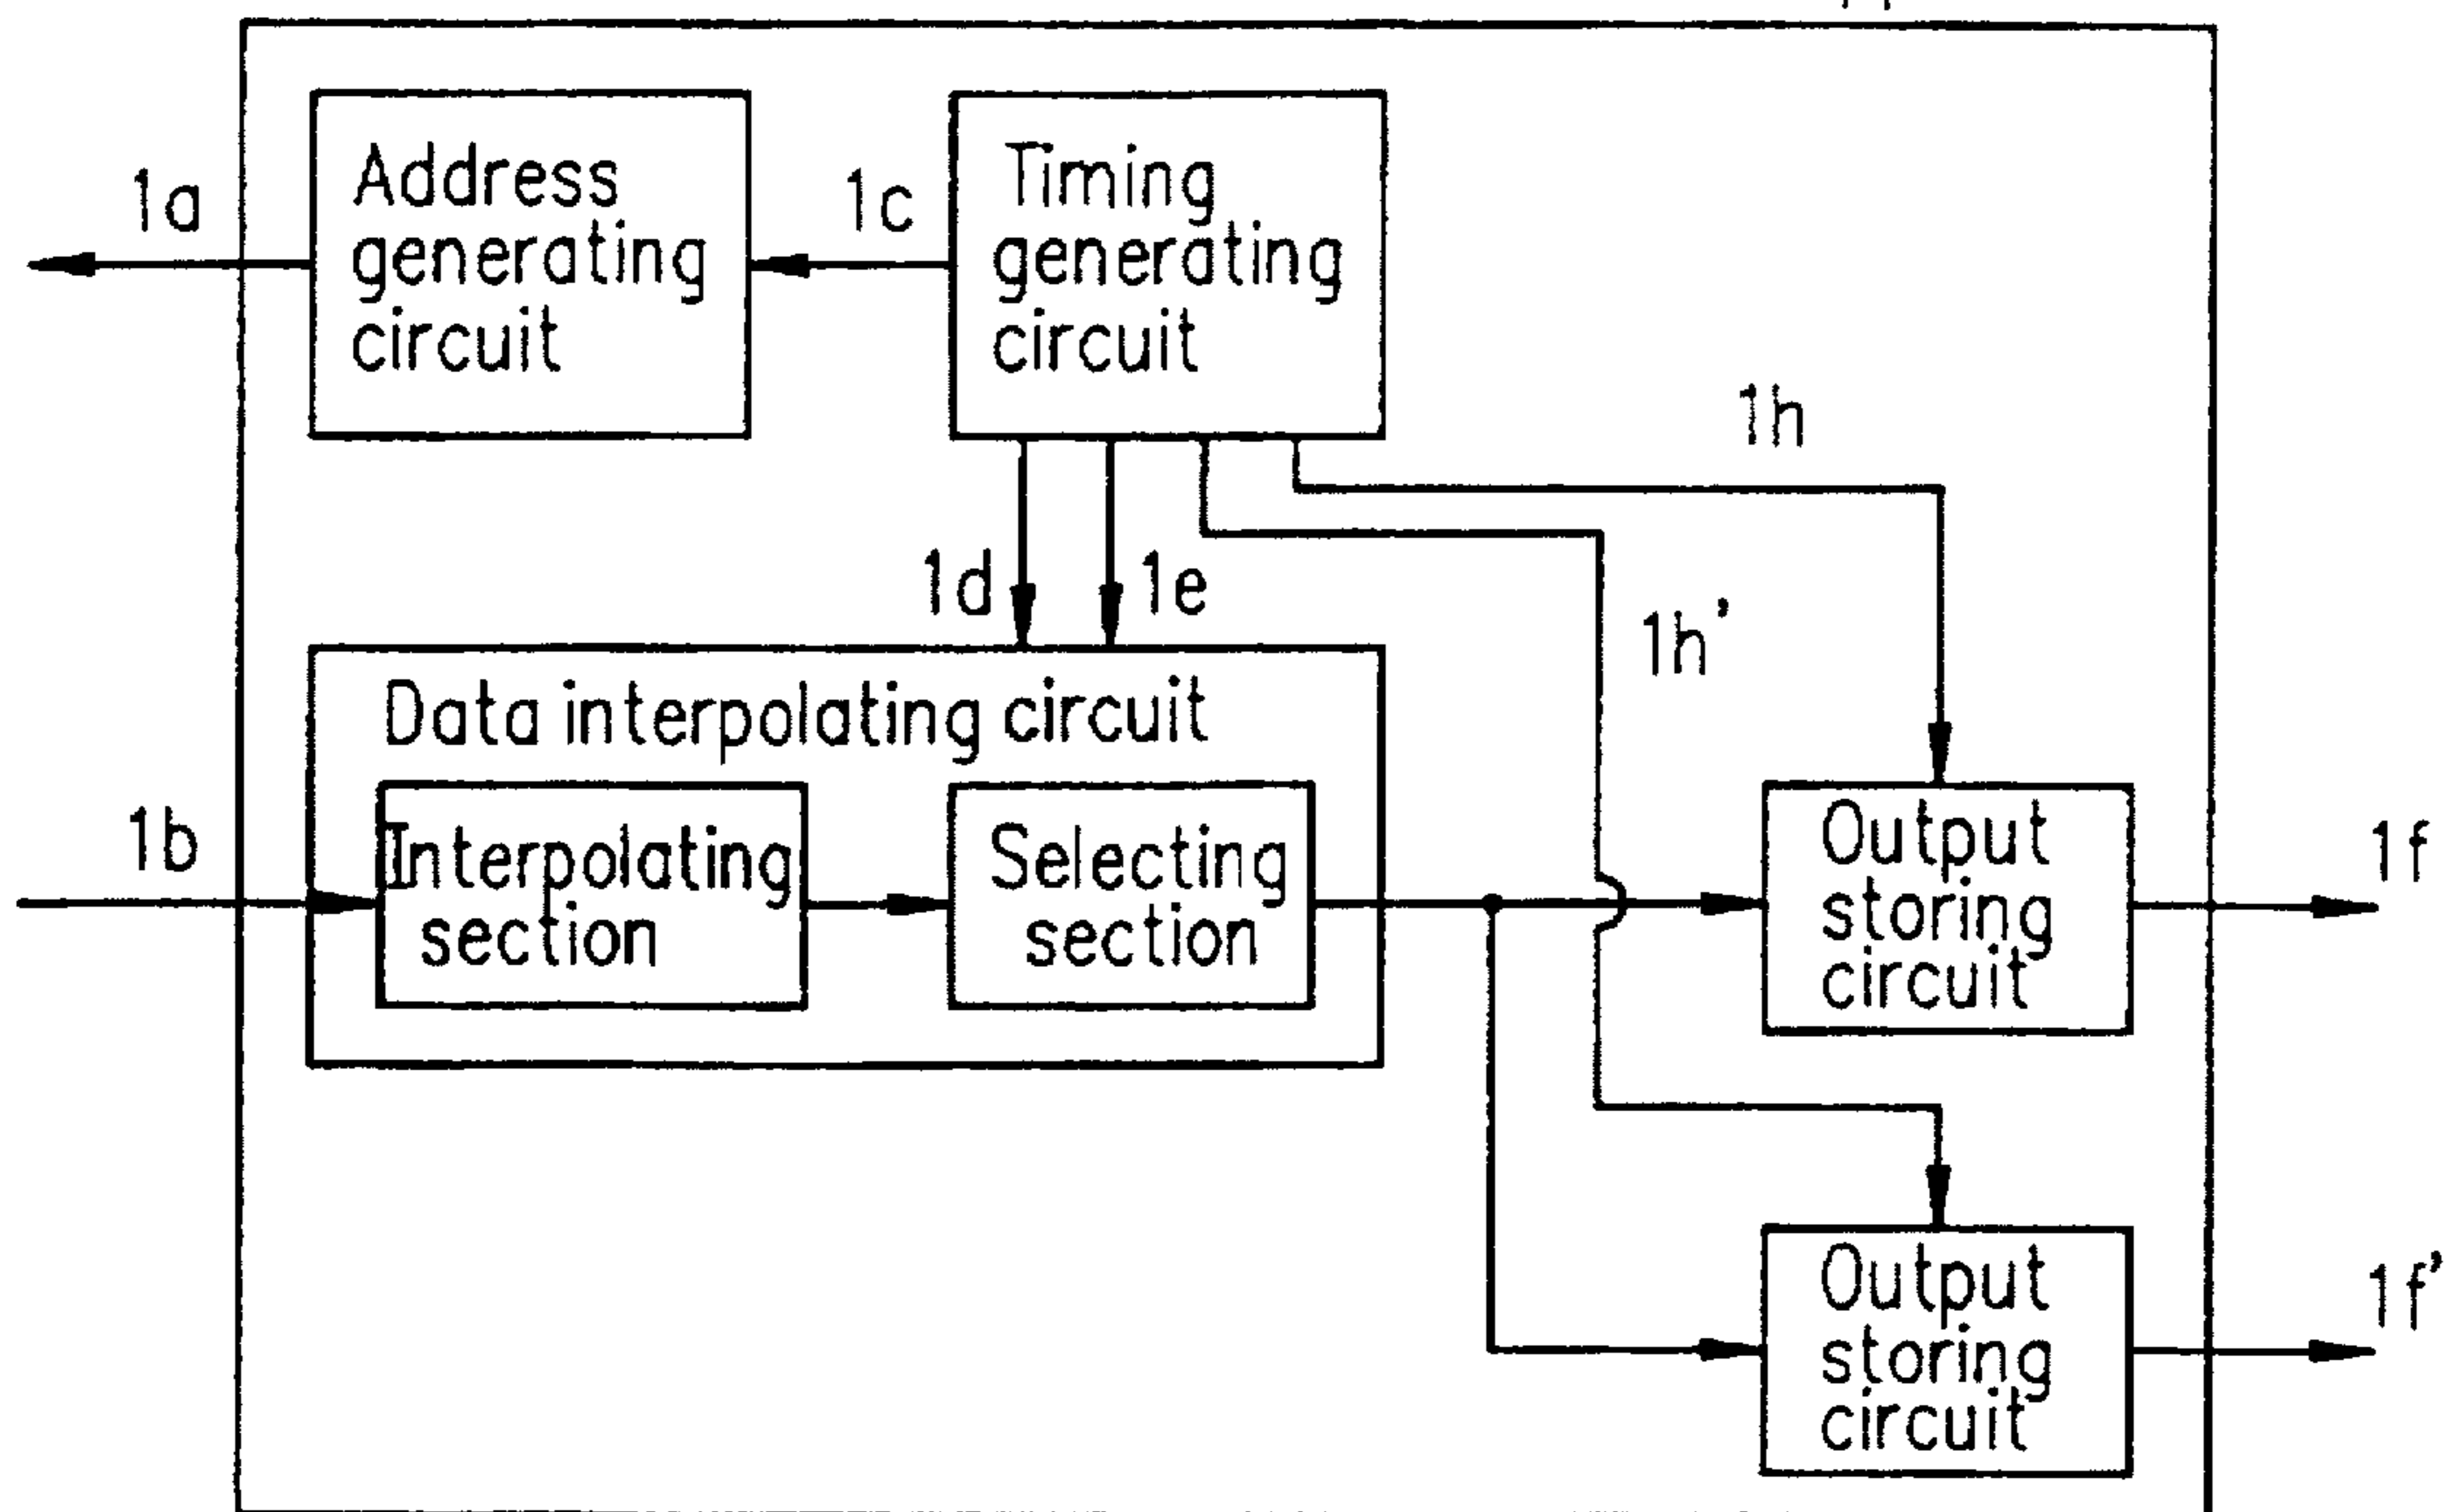 1a
Address
generating
circuit
1c
Timing
generating
circuit
1h
1d
1e
1h'
Data interpolating circuit
1b
Interpolating
section
Selecting
section
Output
storing
circuit
1f
Output
storing
circuit
1f'